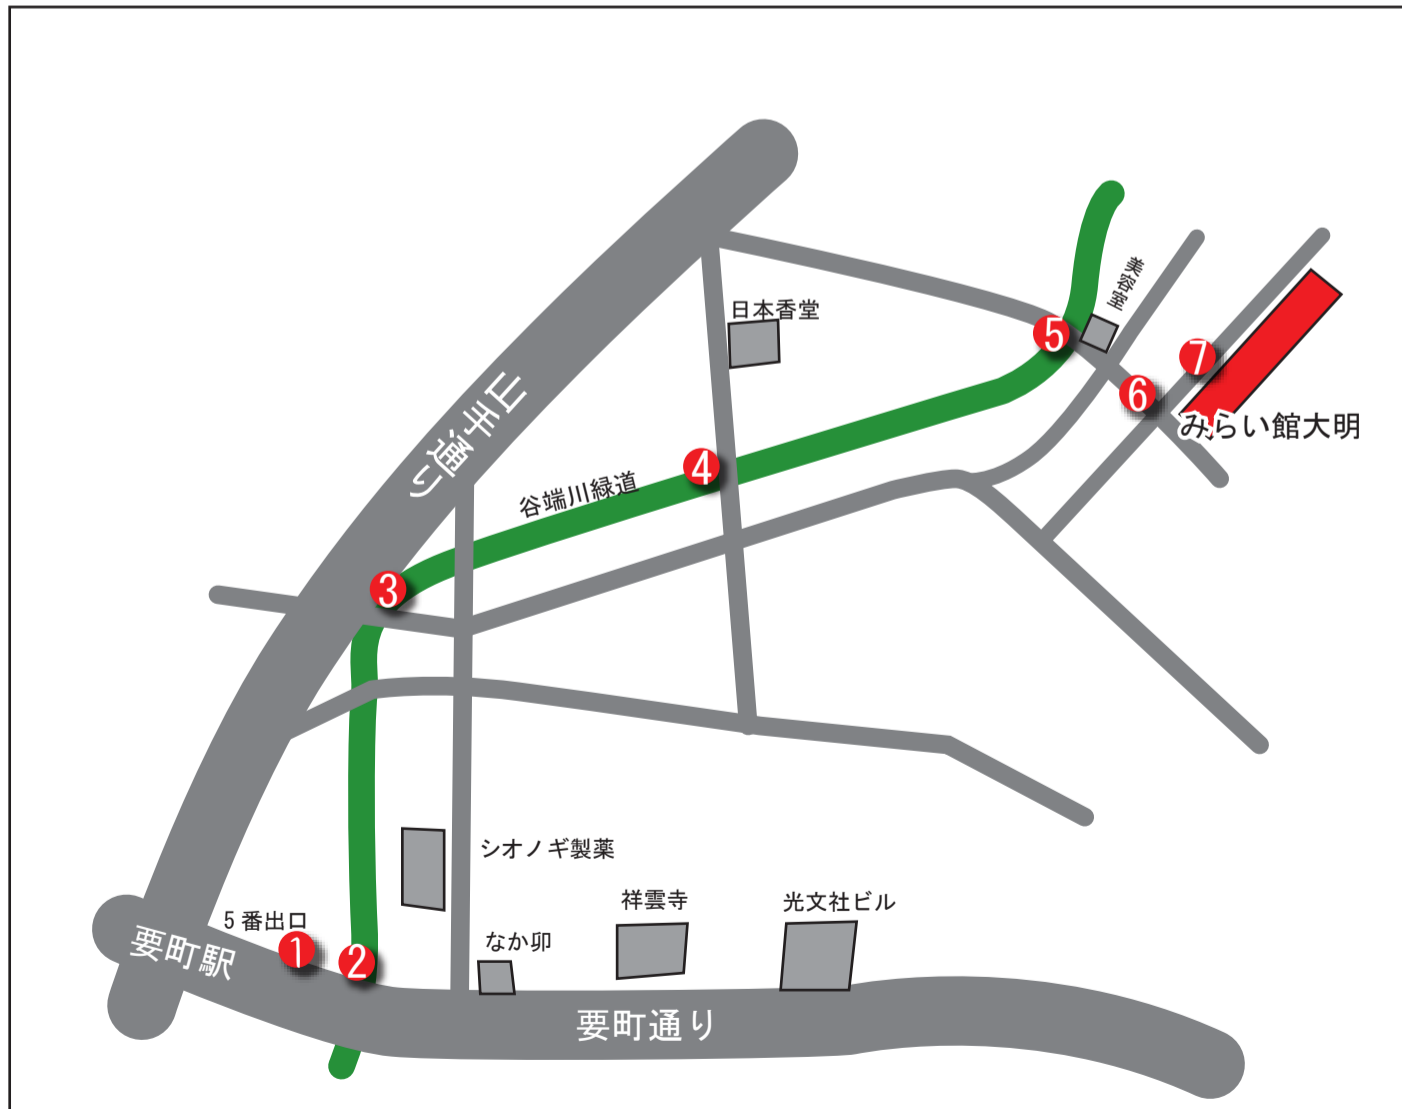 美容室
日本香堂
5
7
6
山手通り
みらい館大明
4
谷端川緑道
3
シオノギ製薬
祥雲寺
光文社ビル
5番出口
なか卯
1
2
要町駅
要町通り